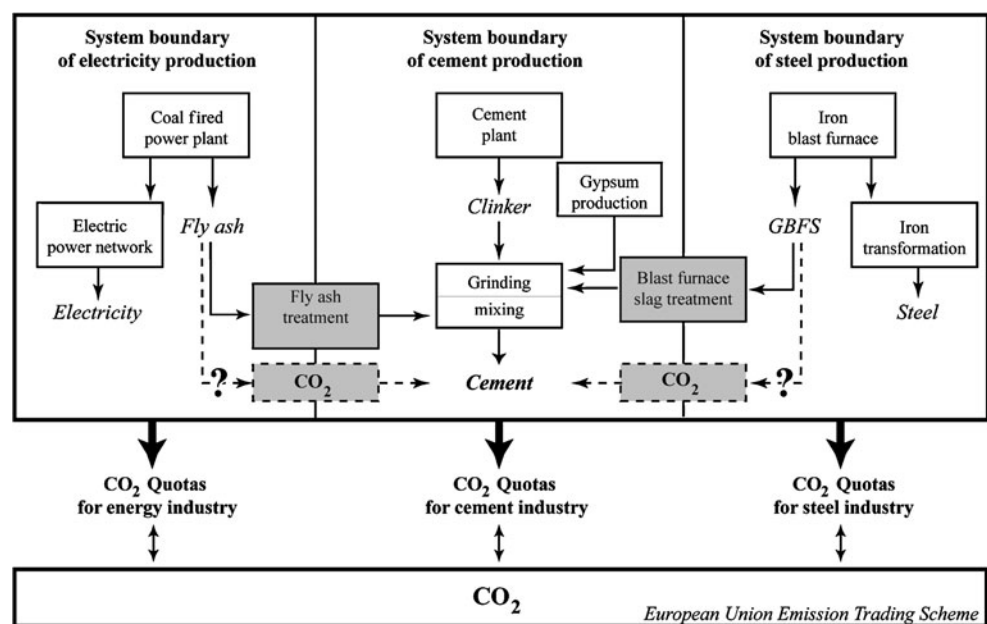 System boundary
of electricity production
System boundary
of cement production
System boundary
of steel production
Coal fired
power plant
Cement
plant
Iron
blast furnace
Gypsum
production
Electric
power network
Fly ash
Clinker
GBFS
Iron
transformation
Electricity
Fly ash
treatment
Grinding
mixing
Blast furnace
slag treatment
Steel
?
CO2
Cement
CO2
?
CO2 Quotas
for energy industry
CO2 Quotas
for cement industry
CO2 Quotas
for steel industry
CO2
European Union Emission Trading Scheme